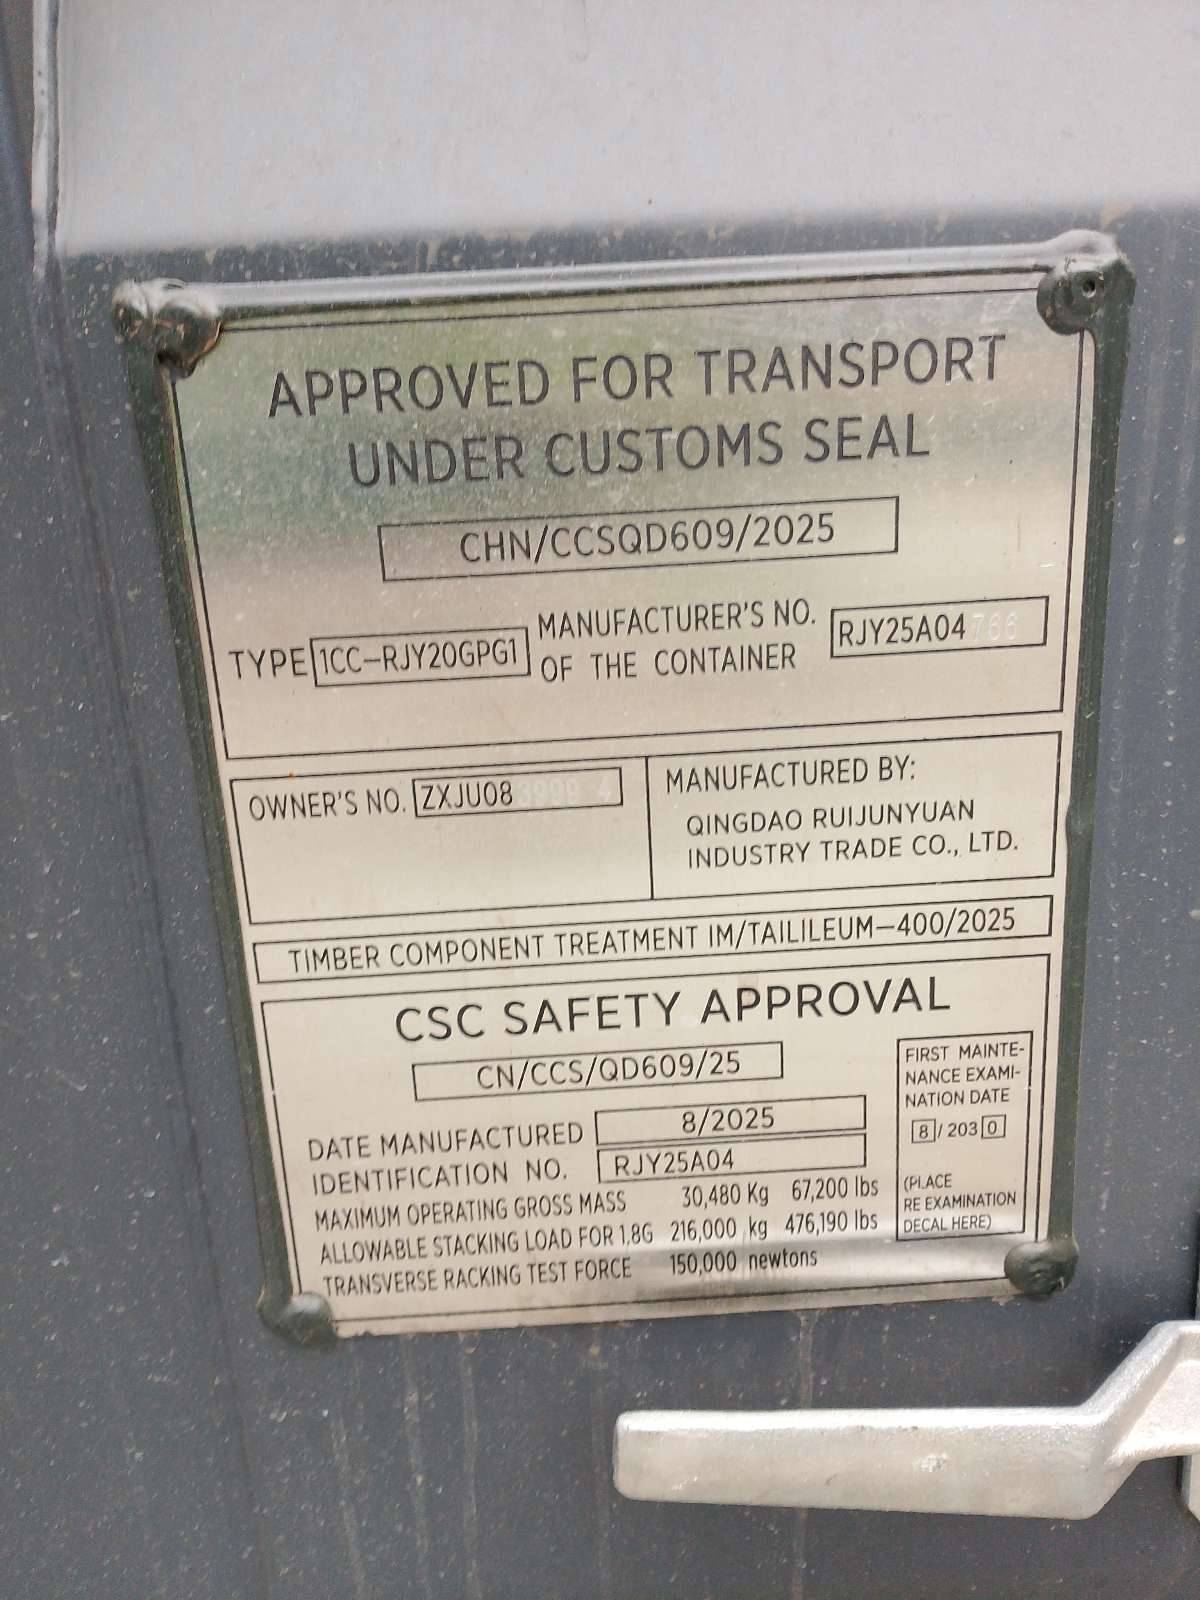 APPROVED FOR TRANSPORT
UNDER CUSTOMS SEAL
CHN/CCSQD609/2025
TYPE 1CC-RJY20GPG1
MANUFACTURER'S NO.
OF THE CONTAINER
RJY25A04
OWNER'S NO. ZXJU08
MANUFACTURED BY:
QINGDAO RUIJUNYUAN
INDUSTRY TRADE CO., LTD.
TIMBER COMPONENT TREATMENT IM/TAILILEUM-400/2025
CSC SAFETY APPROVAL
CN/CCS/QD609/25
DATE MANUFACTURED 8/2025
IDENTIFICATION NO. RJY25A04
MAXIMUM OPERATING GROSS MASS 30,480 Kg 67,200 lbs
ALLOWABLE STACKING LOAD FOR 1,8G 216,000 kg 476,190 lbs
TRANSVERSE RACKING TEST FORCE 150,000 newtons
FIRST MAINTE-
NANCE EXAMI-
NATION DATE
8/2030
(PLACE
RE EXAMINATION
DECAL HERE)